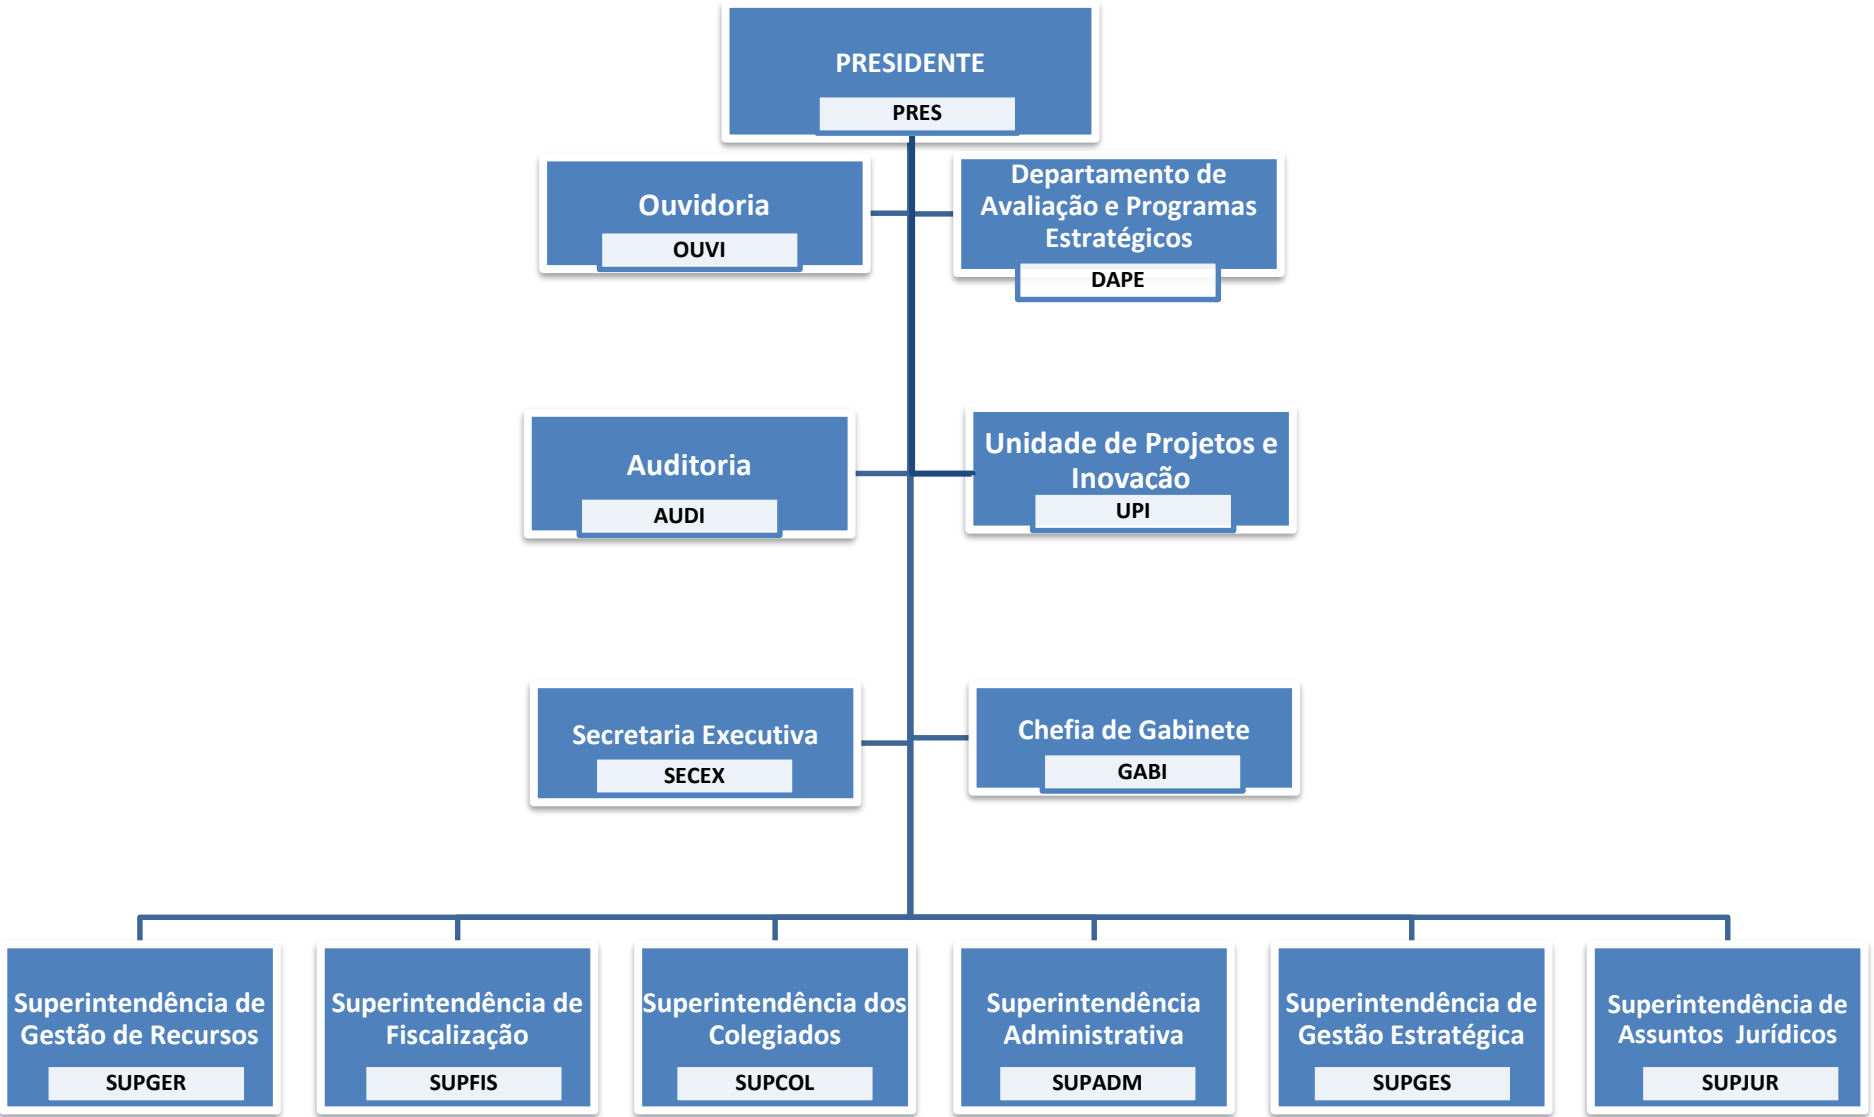 PRESIDENTE
PRES
Ouvidoria
OUVI
Departamento de
Avaliação e Programas
Estratégicos
DAPE
Auditoria
AUDI
Unidade de Projetos e
Inovação
UPI
Secretaria Executiva
SECEX
Chefia de Gabinete
GABI
Superintendência de
Gestão de Recursos
SUPGER
Superintendência de
Fiscalização
SUPFIS
Superintendência dos
Colegiados
SUPCOL
Superintendência
Administrativa
SUPADM
Superintendência de
Gestão Estratégica
SUPGES
Superintendência de
Assuntos  Jurídicos
SUPJUR